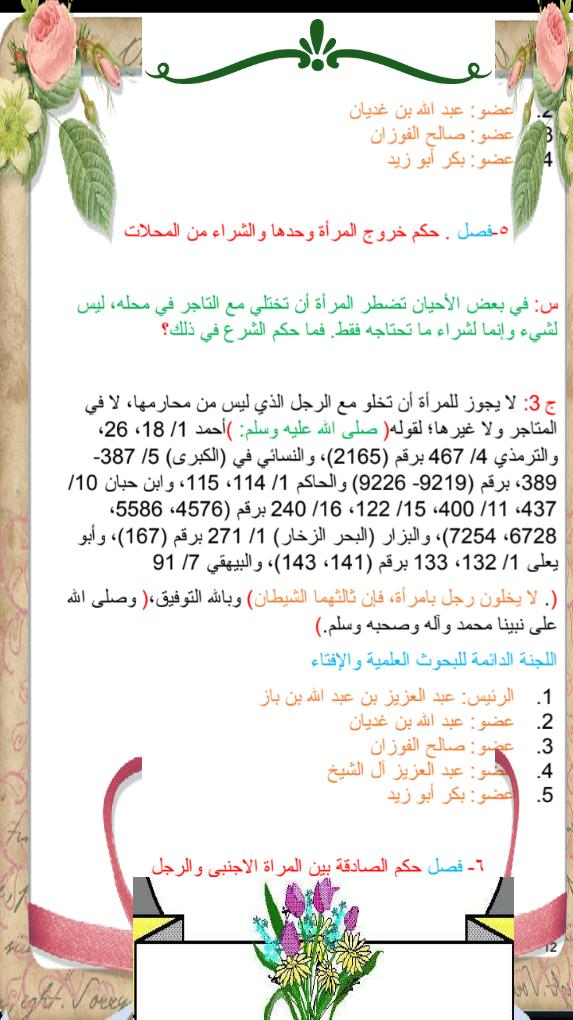 2. عضو: عبد الله بن غديان
3 عضو: صالح الفوزان
4 عضو: بكر أبو زيد
٥-فصل . حكم خروج المرأة وحدها والشراء من المحلات
س: في بعض الأحيان تضطر المرأة أن تختلي مع التاجر في محله، ليس
لشيء وإنما لشراء ما تحتاجه فقط. فما حكم الشرع في ذلك؟
ج 3: لا يجوز للمرأة أن تخلو مع الرجل الذي ليس من محارمها، لا في
المتاجر ولا غيرها؛ لقوله( صلى الله عليه وسلم: )أحمد 1/ 18، 26،
والترمذي 4/ 467 برقم (2165)، والنسائي في (الكبرى) 5/ 387-
389، برقم (9219- 9226) والحاكم 1/ 114، 115، وابن حبان 10/
437، 11/ 400، 15/ 122، 16/ 240 برقم (4576، 5586،
6728، 7254)، والبزار (البحر الزخار) 1/ 271 برقم (167)، وأبو
يعلى 1/ 132، 133 برقم (141، 143)، والبيهقي 7/ 91
(. لا يخلون رجل بامرأة، فإن ثالثهما الشيطان) وبالله التوفيق،( وصلى الله
على نبينا محمد وآله وصحبه وسلم.)
اللجنة الدائمة للبحوث العلمية والإفتاء
1. الرئيس: عبد العزيز بن عبد الله بن باز
2. عضو: عبد الله بن غديان
3. عضو: صالح الفوزان
4. عضو: عبد العزيز آل الشيخ
5. عضو: بكر أبو زيد
٦- فصل حكم الصادقة بين المراة الاجنبى والرجل
12